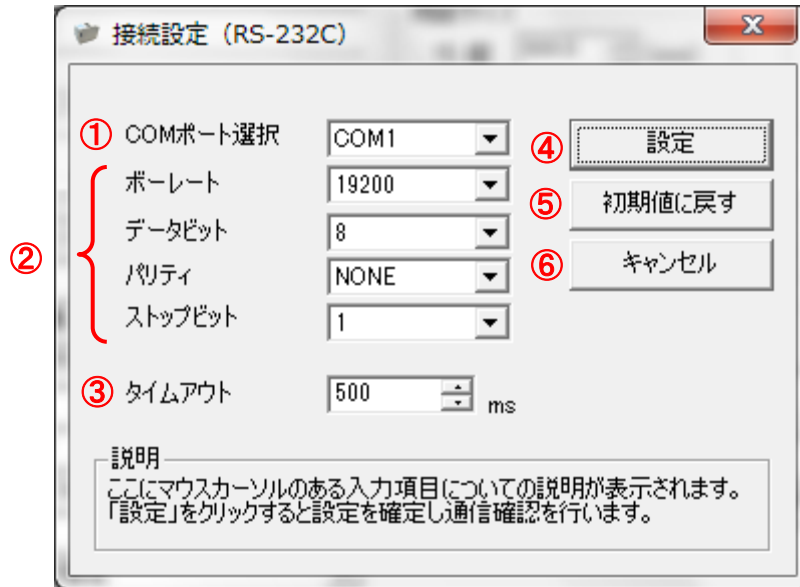 接続設定（RS-232C）
① COMポート選択 COM1
② ボーレート 19200
データビット 8
パリティ NONE
ストップビット 1
③ タイムアウト 500 ms
④ 設定
⑤ 初期値に戻す
⑥ キャンセル
説明
ここにマウスカーソルのある入力項目についての説明が表示されます。
「設定」をクリックすると設定を確定し通信確認を行います。